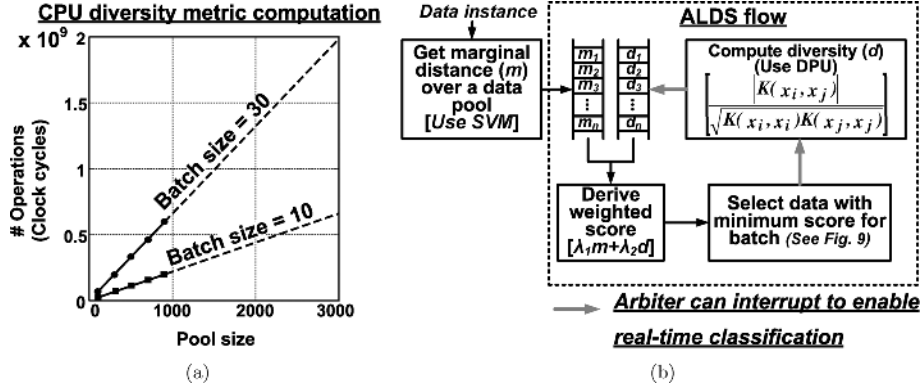 CPU diversity metric computation
x 10⁹
2
1.5
1
0.5
0
# Operations
(Clock cycles)
Batch size = 30
Batch size = 10
0
1000
2000
3000
Pool size
(a)
Data instance
Get marginal
distance (m)
over a data
pool
[Use SVM]
ALDS flow
m₁
m₂
m₃
⋮
mₙ
d₁
d₂
d₃
⋮
dₙ
Compute diversity (d)
(Use DPU)
[ |K( xᵢ, xⱼ)| / √K( xᵢ, xᵢ)K( xⱼ, xⱼ) ]
Derive
weighted
score
[λ₁m+λ₂d]
Select data with
minimum score for
batch (See Fig. 9)
Arbiter can interrupt to enable
real-time classification
(b)